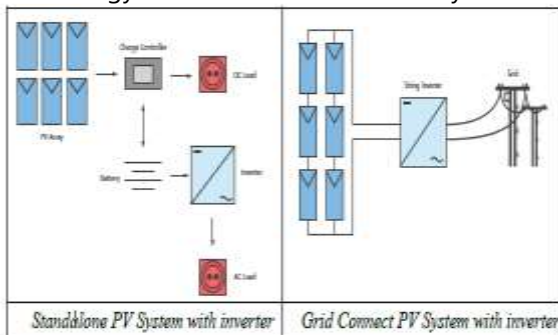 Charge Controller
DC Load
PV Array
Battery
Inverter
AC Load
String Inverter
Grid
Standalone PV System with inverter
Grid Connect PV System with inverter